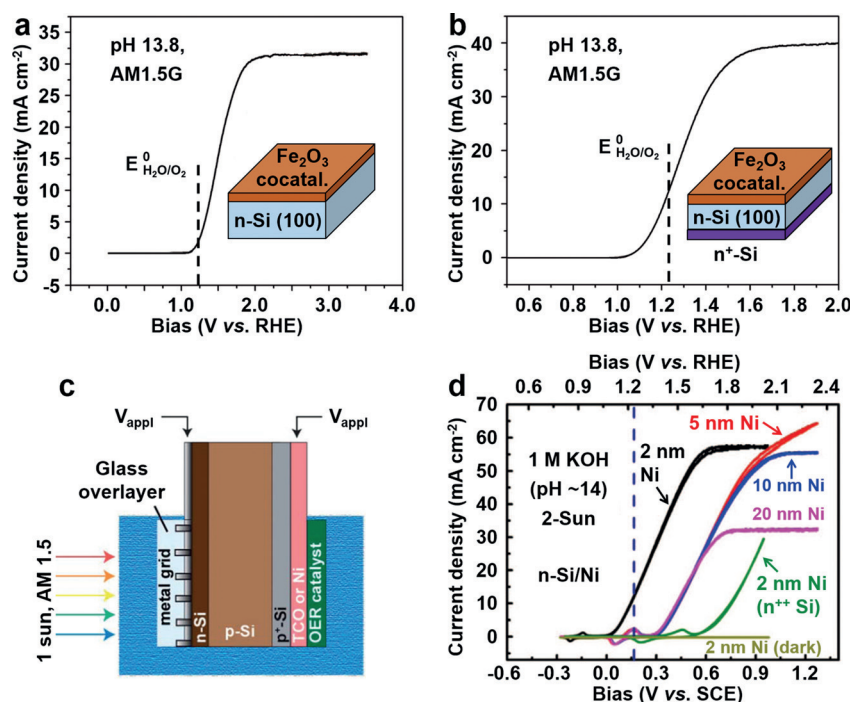 a
pH 13.8,
AM1.5G
E⁰H₂O/O₂
Fe₂O₃
cocatal.
n-Si (100)
Current density (mA cm⁻²)
35
30
25
20
15
10
5
0
-5
0.0 1.0 2.0 3.0 4.0
Bias (V vs. RHE)
b
pH 13.8,
AM1.5G
E⁰H₂O/O₂
Fe₂O₃
cocatal.
n-Si (100)
n⁺-Si
Current density (mA cm⁻²)
40
30
20
10
0
0.6 0.8 1.0 1.2 1.4 1.6 1.8 2.0
Bias (V vs. RHE)
c
Vappl
Vappl
Glass
overlayer
1 sun, AM 1.5
metal grid
n-Si
p-Si
p⁺-Si
TCO or Ni
OER catalyst
d
Bias (V vs. RHE)
0.6 0.9 1.2 1.5 1.8 2.1 2.4
Current density (mA cm⁻²)
70
60
50
40
30
20
10
0
1 M KOH
(pH ~14)
2-Sun
n-Si/Ni
2 nm
Ni
5 nm Ni
10 nm Ni
20 nm Ni
2 nm Ni
(n⁺⁺ Si)
2 nm Ni (dark)
-0.6 -0.3 0.0 0.3 0.6 0.9 1.2 1.5
Bias (V vs. SCE)